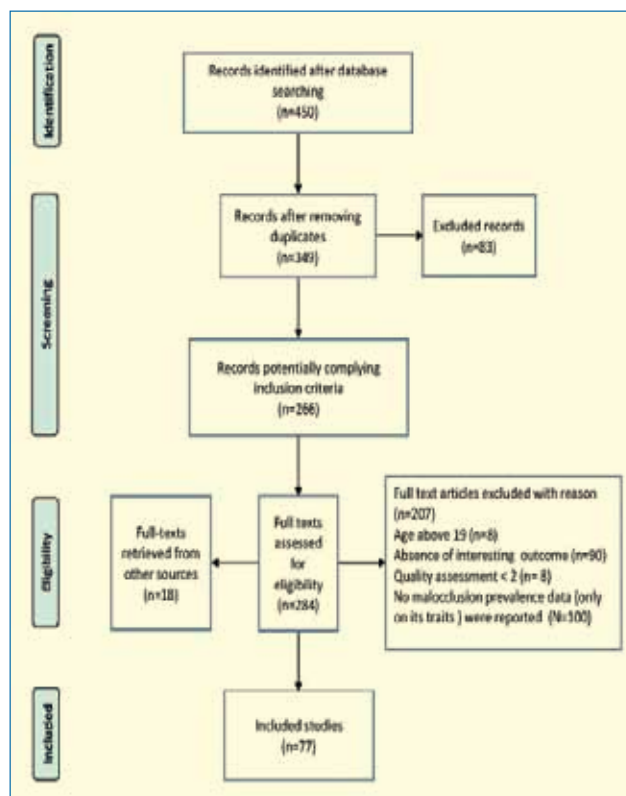 Identification
Records identified after database
searching
(n=450)
Screening
Records after removing
duplicates
(n=349)
Excluded records
(n=83)
Records potentially complying
inclusion criteria
(n=266)
Eligibility
Full-texts
retrieved from
other sources
(n=18)
Full texts
assessed
for
eligibility
(n=284)
Full text articles excluded with reason
(n=207)
Age above 19 (n=8)
Absence of interesting outcome (n=90)
Quality assessment < 2 (n= 8)
No malocclusion prevalence data (only
on its traits ) were reported (N=100)
Included
Included studies
(n=77)